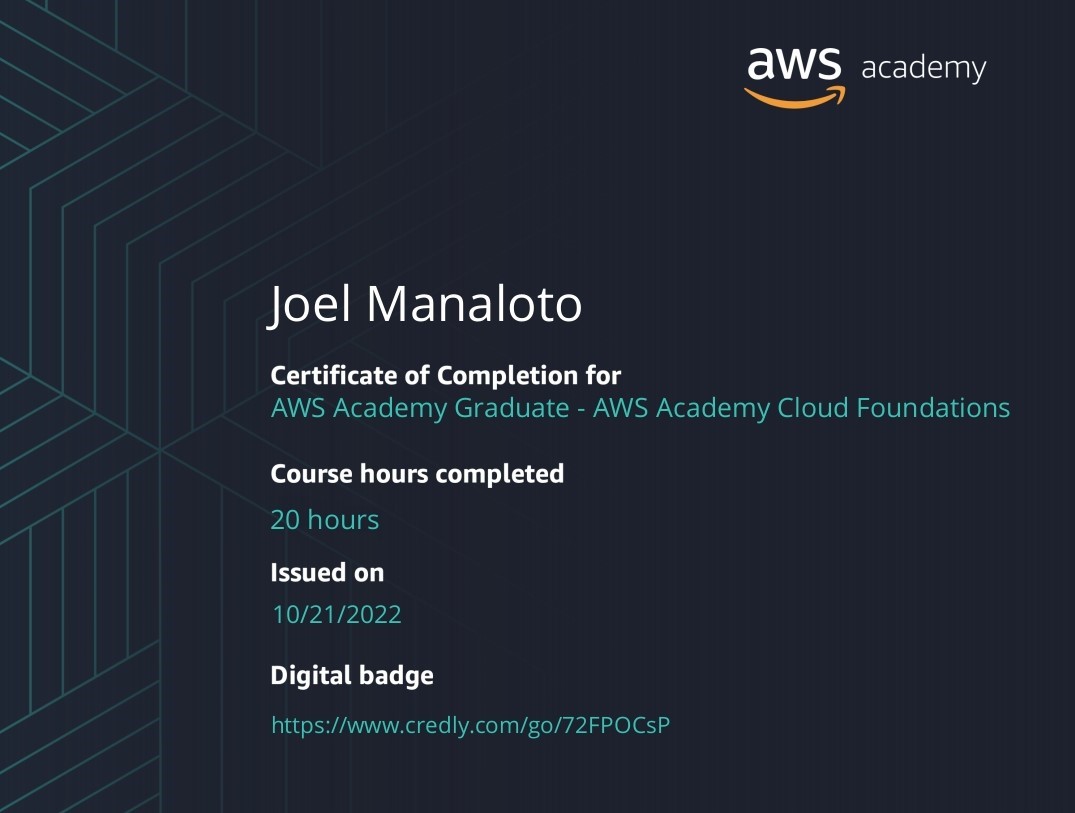 aws academy
Joel Manaloto
Certificate of Completion for
AWS Academy Graduate - AWS Academy Cloud Foundations
Course hours completed
20 hours
Issued on
10/21/2022
Digital badge
https://www.credly.com/go/72FPOCsP